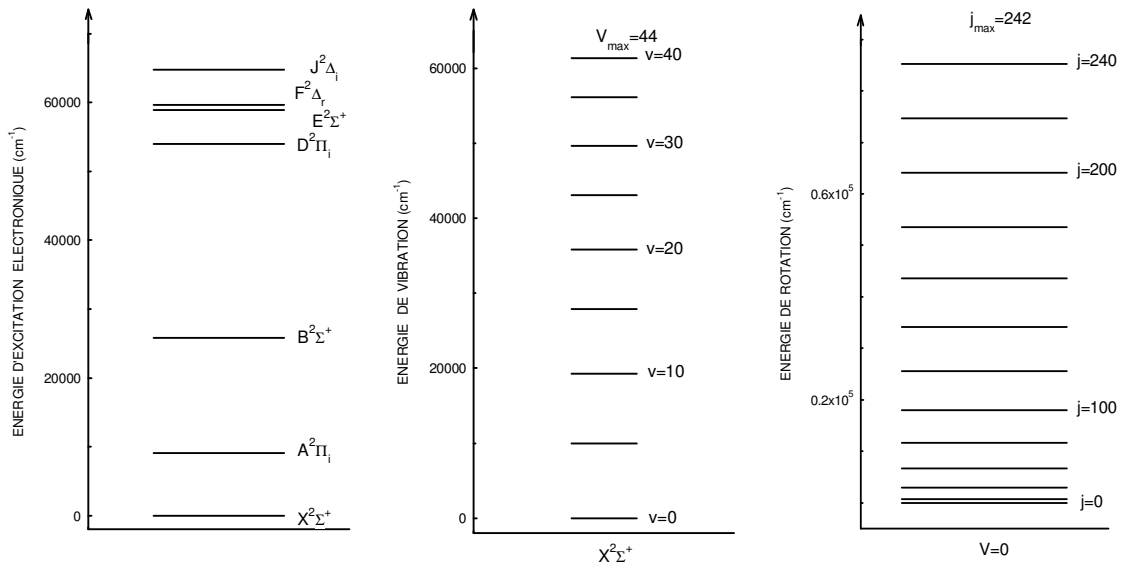 ENERGIE D'EXCITATION ELECTRONIQUE (cm⁻¹)
60000
40000
20000
0
J²Δᵢ
F²Δᵣ
E²Σ⁺
D²Πᵢ
B²Σ⁺
A²Πᵢ
X²Σ⁺
ENERGIE DE VIBRATION (cm⁻¹)
60000
40000
20000
0
Vmax=44
v=40
v=30
v=20
v=10
v=0
X²Σ⁺
ENERGIE DE ROTATION (cm⁻¹)
0.6x10⁵
0.2x10⁵
jmax=242
j=240
j=200
j=100
j=0
V=0